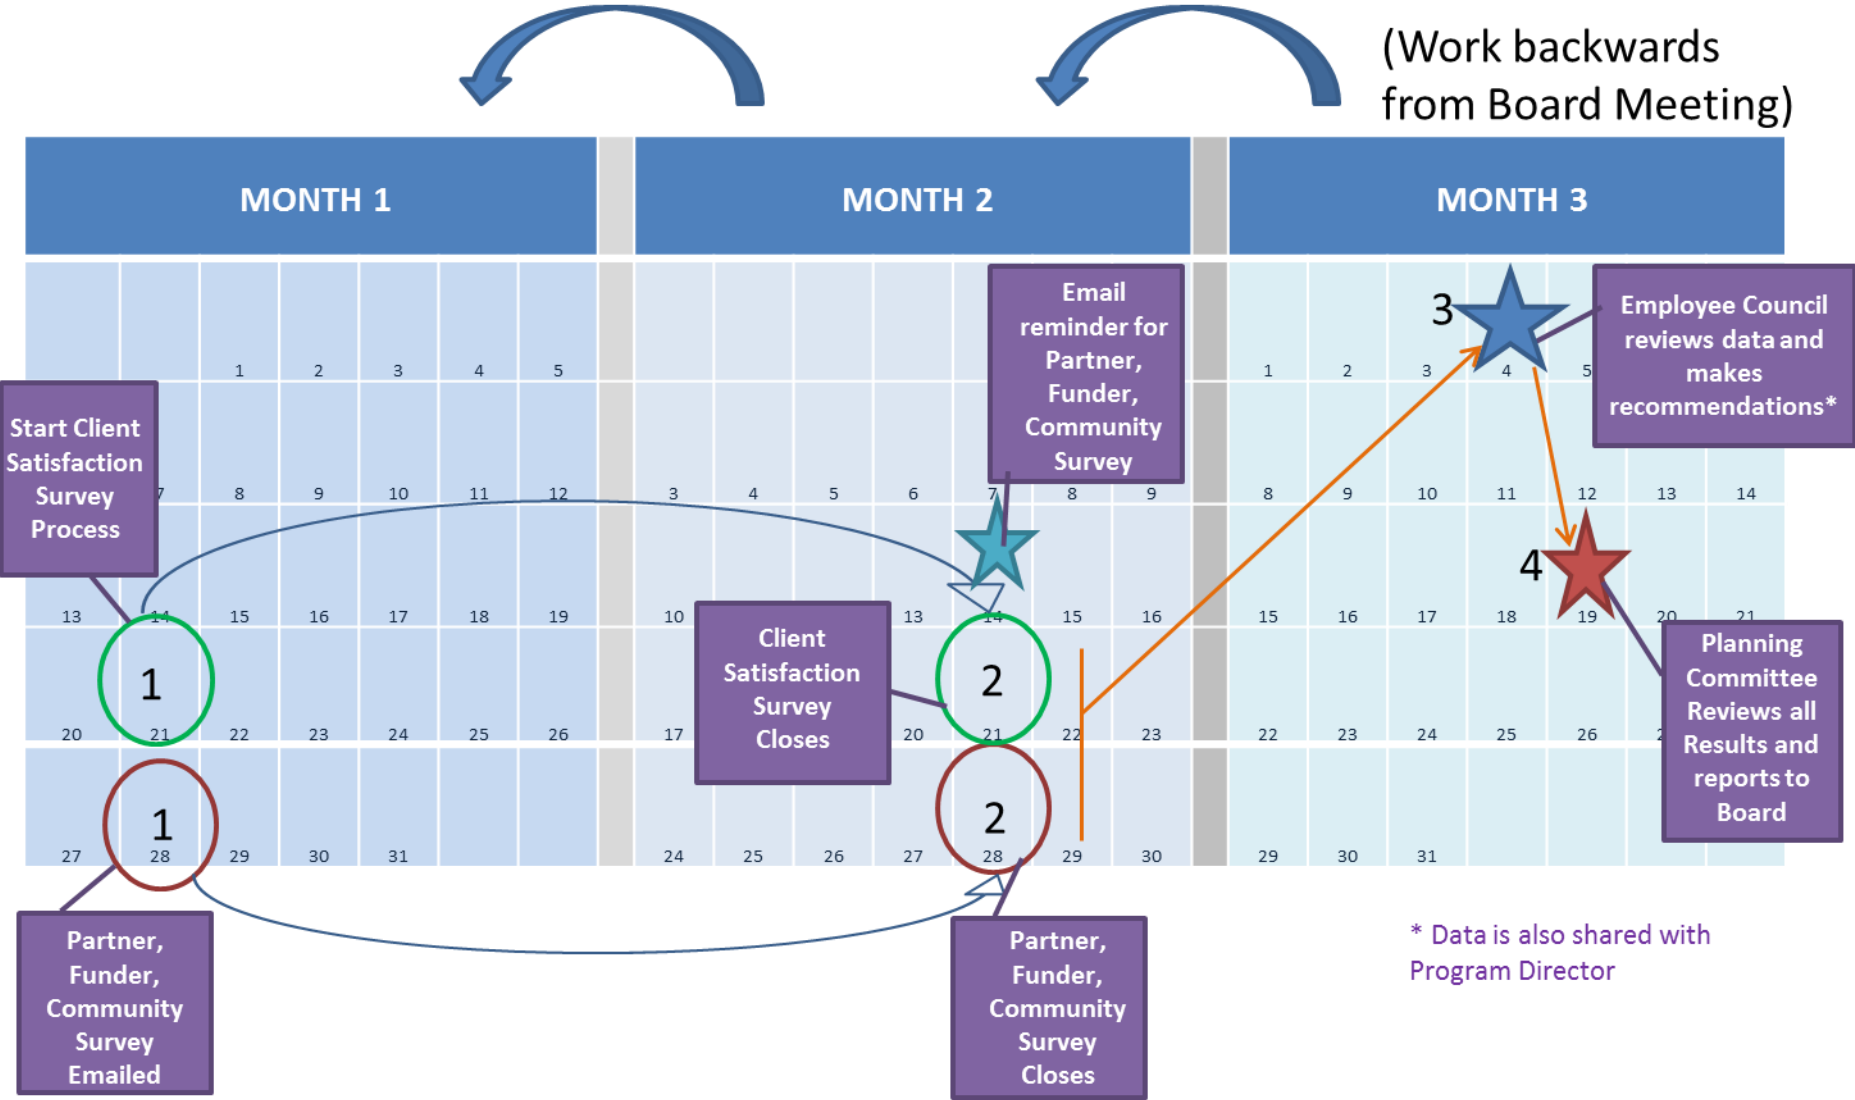 (Work backwards
from Board Meeting)
MONTH 1
MONTH 2
MONTH 3
Email
reminder for
Partner,
Funder,
Community
Survey
3
Employee Council
reviews data and
makes
recommendations*
1 2 3 4 5
1 2 3 4 5
Start Client
Satisfaction
Survey
Process
7 8 9 10 11 12
3 4 5 6 7 8 9
8 9 10 11 12 13 14
4
13 14 15 16 17 18 19
10 13 14 15 16
15 16 17 18 19 20 21
Client
Satisfaction
Survey
Closes
1
2
Planning
Committee
Reviews all
Results and
reports to
Board
20 21 22 23 24 25 26
17 20 21 22 23
22 23 24 25 26
1
2
27 28 29 30 31
24 25 26 27 28 29 30
29 30 31
Partner,
Funder,
Community
Survey
Emailed
Partner,
Funder,
Community
Survey
Closes
* Data is also shared with
Program Director